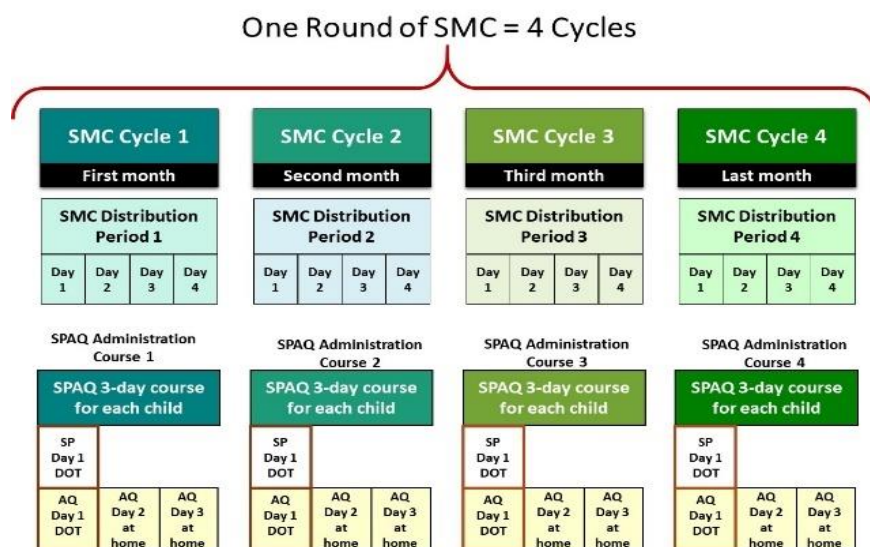 One Round of SMC = 4 Cycles
SMC Cycle 1
First month
SMC Distribution
Period 1
Day Day Day Day
1 2 3 4
SPAQ Administration
Course 1
SPAQ 3-day course
for each child
SP
Day 1
DOT
AQ AQ AQ
Day 1 Day 2 Day 3
DOT at at
home home
SMC Cycle 2
Second month
SMC Distribution
Period 2
Day Day Day Day
1 2 3 4
SPAQ Administration
Course 2
SPAQ 3-day course
for each child
SP
Day 1
DOT
AQ AQ AQ
Day 1 Day 2 Day 3
DOT at at
home home
SMC Cycle 3
Third month
SMC Distribution
Period 3
Day Day Day Day
1 2 3 4
SPAQ Administration
Course 3
SPAQ 3-day course
for each child
SP
Day 1
DOT
AQ AQ AQ
Day 1 Day 2 Day 3
DOT at at
home home
SMC Cycle 4
Last month
SMC Distribution
Period 4
Day Day Day Day
1 2 3 4
SPAQ Administration
Course 4
SPAQ 3-day course
for each child
SP
Day 1
DOT
AQ AQ AQ
Day 1 Day 2 Day 3
DOT at at
home home